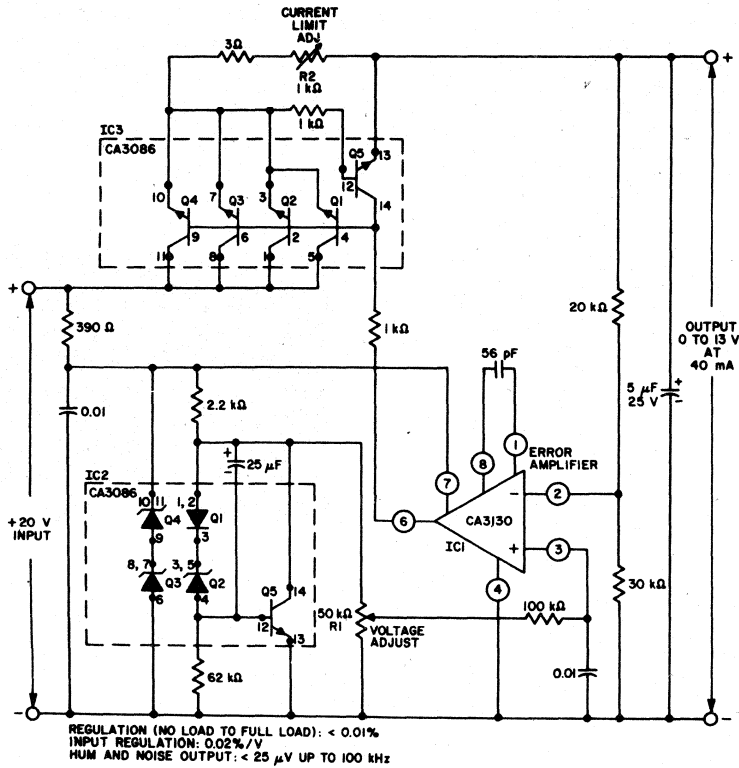 CURRENT
LIMIT
ADJ
3Ω
R2
1 kΩ
1 kΩ
IC3
CA3086
Q5
13
12
14
10
Q4
7
Q3
3
Q2
Q1
9
6
2
4
11
8
1
5
+
+
390 Ω
1 kΩ
20 kΩ
OUTPUT
0 TO 13 V
AT
40 mA
56 pF
5 µF
25 V
+
-
0.01
2.2 kΩ
+
-
25 µF
8
1
ERROR
AMPLIFIER
7
IC2
CA3086
10 11
Q4
9
1, 2
Q1
3
6
CA3130
IC1
-
2
+
3
4
+20 V
INPUT
8, 7
Q3
6
3, 5
Q2
4
Q5
14
12
13
50 kΩ
R1
VOLTAGE
ADJUST
100 kΩ
30 kΩ
62 kΩ
0.01
-
-
REGULATION (NO LOAD TO FULL LOAD): < 0.01%
INPUT REGULATION: 0.02%/V
HUM AND NOISE OUTPUT: < 25 µV UP TO 100 kHz